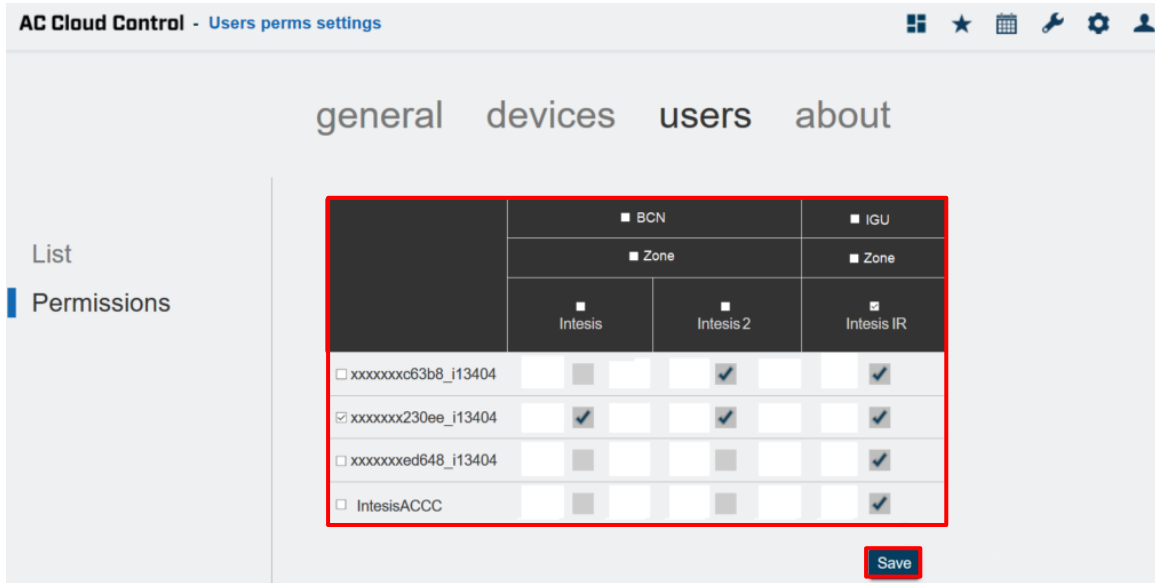 AC Cloud Control - Users perms settings
general devices users about
List
Permissions
BCN IGU
Zone Zone
Intesis Intesis 2 Intesis IR
xxxxxxxc63b8_i13404
xxxxxxx230ee_i13404
xxxxxxxed648_i13404
IntesisACCC
Save